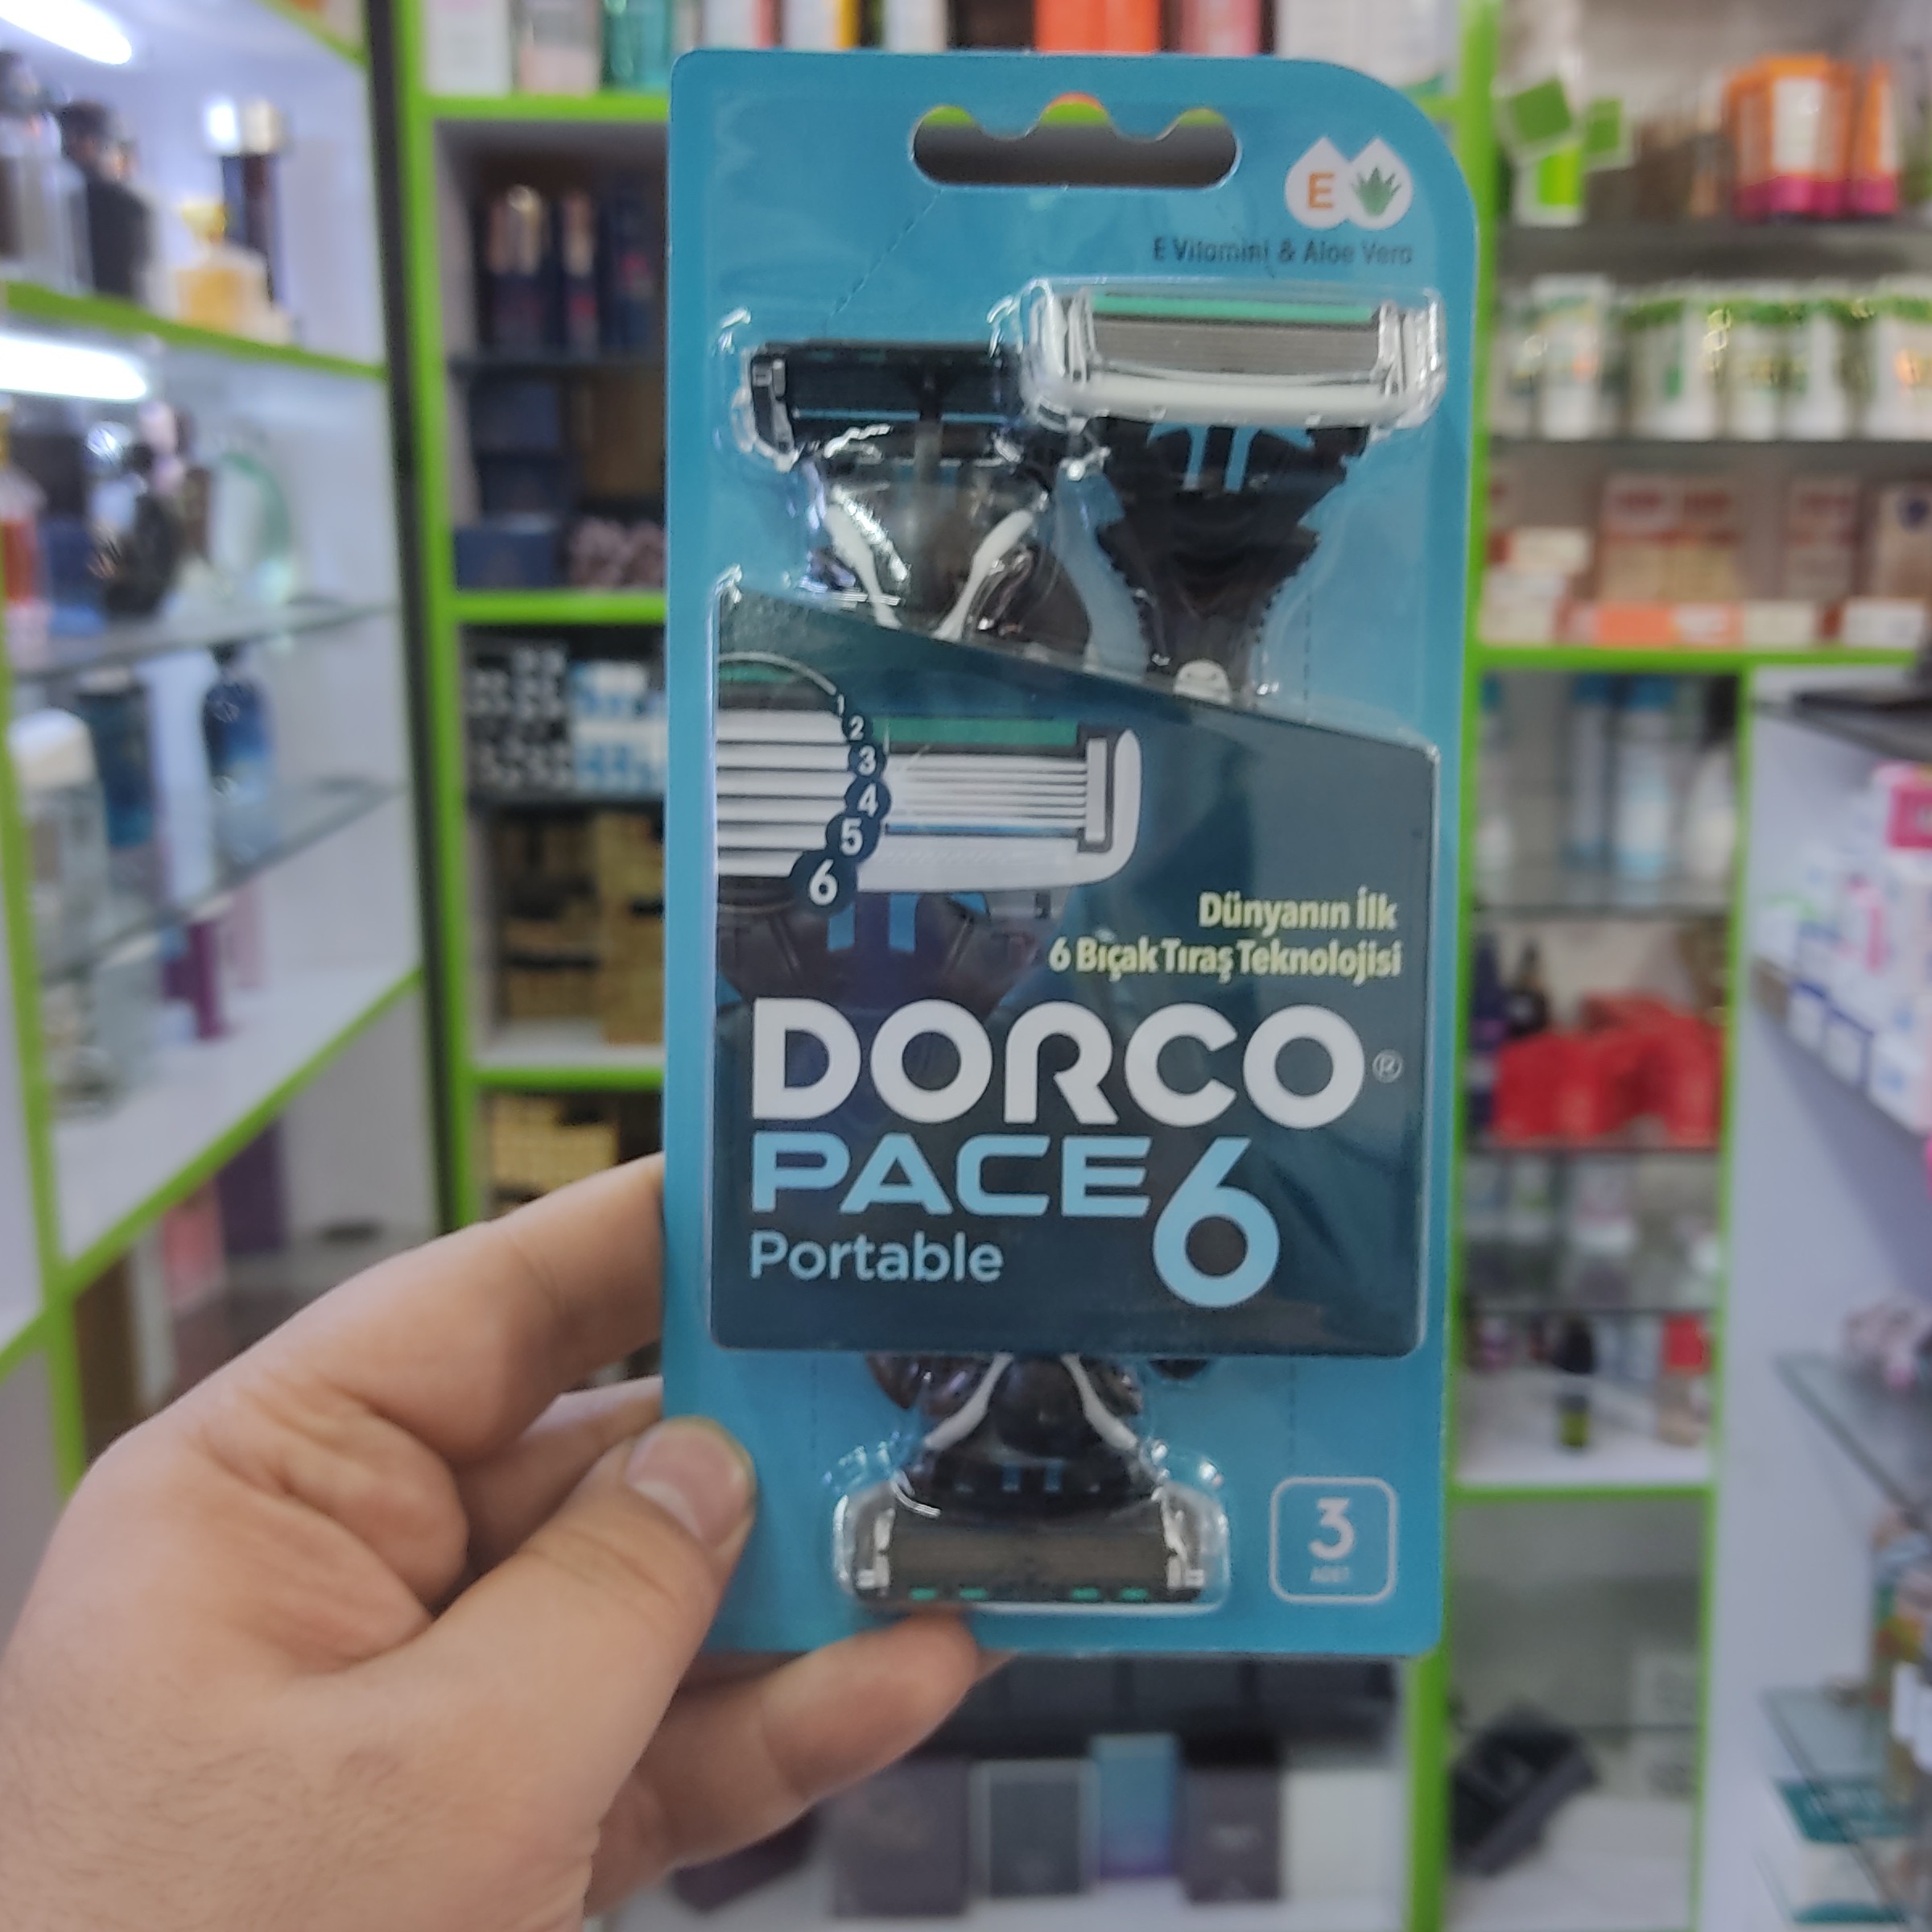 E
E Vitamini & Aloe Vera
1
2
3
4
5
6
Dünyanın İlk
6 Bıçak Tıraş Teknolojisi
DORCO®
PACE 6
Portable
3
ADET